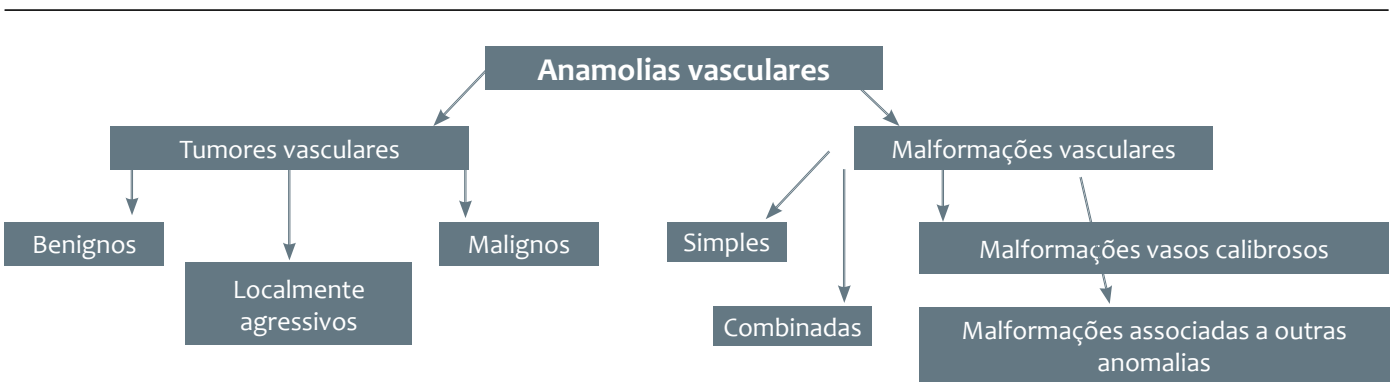 Anamolias vasculares
Tumores vasculares
Malformações vasculares
Benignos
Localmente
agressivos
Malignos
Simples
Combinadas
Malformações vasos calibrosos
Malformações associadas a outras
anomalias